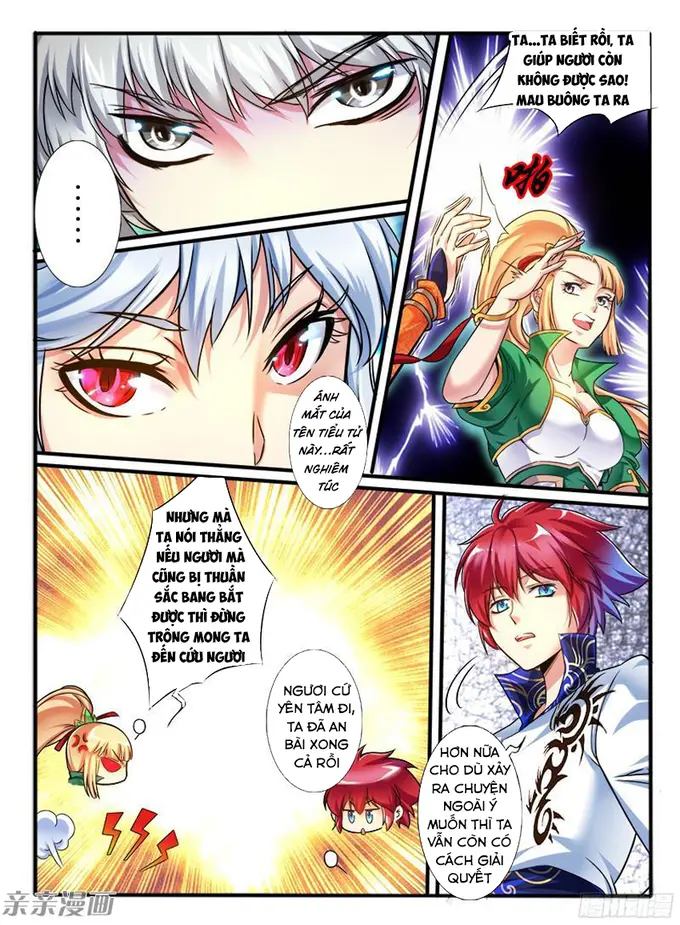 TA...TA BIẾT RỒI, TA
GIÚP NGƯƠI CÒN
KHÔNG ĐƯỢC SAO!
MAU BUÔNG TA RA
啪
......
ÁNH
MẮT CỦA
TÊN TIỂU TỬ
NÀY...RẤT
NGHIÊM
TÚC
NHƯNG MÀ
TA NÓI THẲNG
NẾU NGƯƠI MÀ
CŨNG BỊ THUẦN
SẮC BANG BẮT
ĐƯỢC THÌ ĐỪNG
TRÔNG MONG TA
ĐẾN CỨU NGƯƠI
NGƯƠI CỨ
YÊN TÂM ĐI,
TA ĐÃ AN
BÀI XONG
CẢ RỒI
HƠN NỮA
CHO DÙ XẢY
RA CHUYỆN
NGOÀI Ý
MUỐN THÌ TA
VẪN CÒN CÓ
CÁCH GIẢI
QUYẾT
亲亲漫画